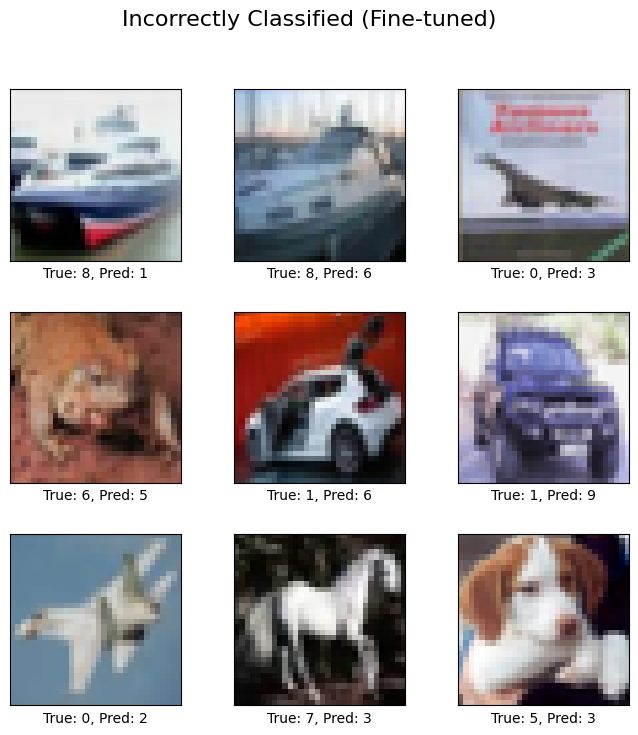 Incorrectly Classified (Fine-tuned)
True: 8, Pred: 1
True: 8, Pred: 6
True: 0, Pred: 3
True: 6, Pred: 5
True: 1, Pred: 6
True: 1, Pred: 9
True: 0, Pred: 2
True: 7, Pred: 3
True: 5, Pred: 3